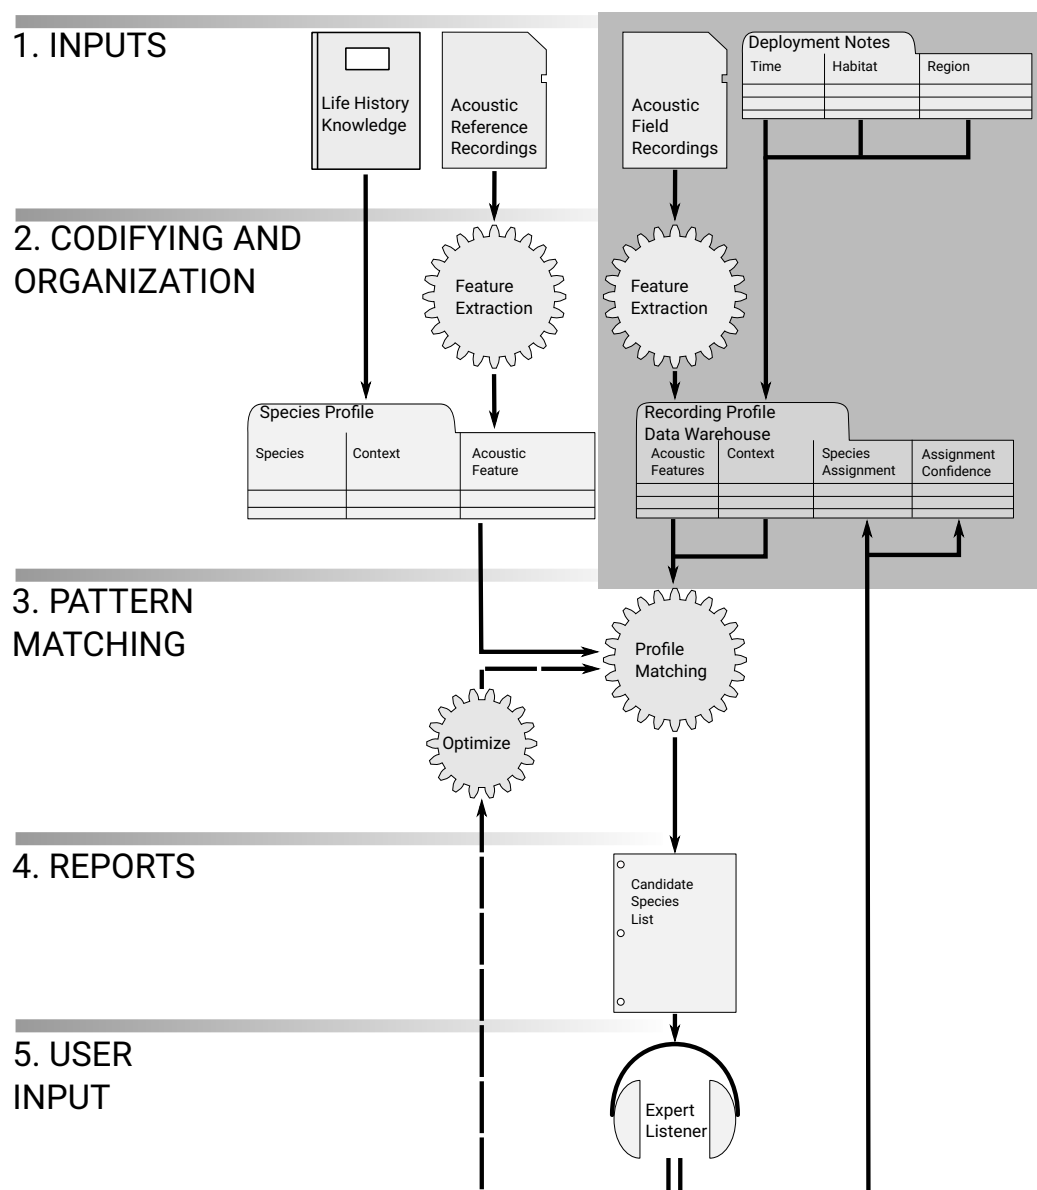 1. INPUTS
Life History
Knowledge
Acoustic
Reference
Recordings
Acoustic
Field
Recordings
Deployment Notes
Time
Habitat
Region
2. CODIFYING AND
ORGANIZATION
Feature
Extraction
Feature
Extraction
Species Profile
Species
Context
Acoustic
Feature
Recording Profile
Data Warehouse
Acoustic
Features
Context
Species
Assignment
Assignment
Confidence
3. PATTERN
MATCHING
Profile
Matching
Optimize
4. REPORTS
Candidate
Species
List
5. USER
INPUT
Expert
Listener